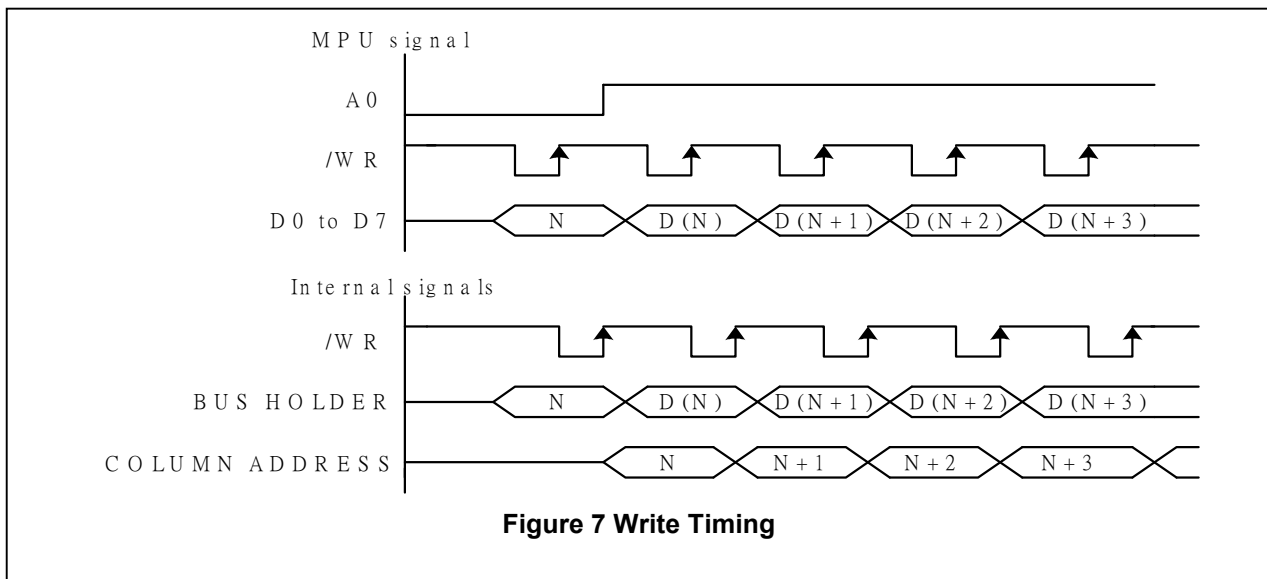 MPU signal
A0
/WR
D0 to D7 N D(N) D(N+1) D(N+2) D(N+3)
Internal signals
/WR
BUS HOLDER N D(N) D(N+1) D(N+2) D(N+3)
COLUMN ADDRESS N N+1 N+2 N+3
Figure 7 Write Timing